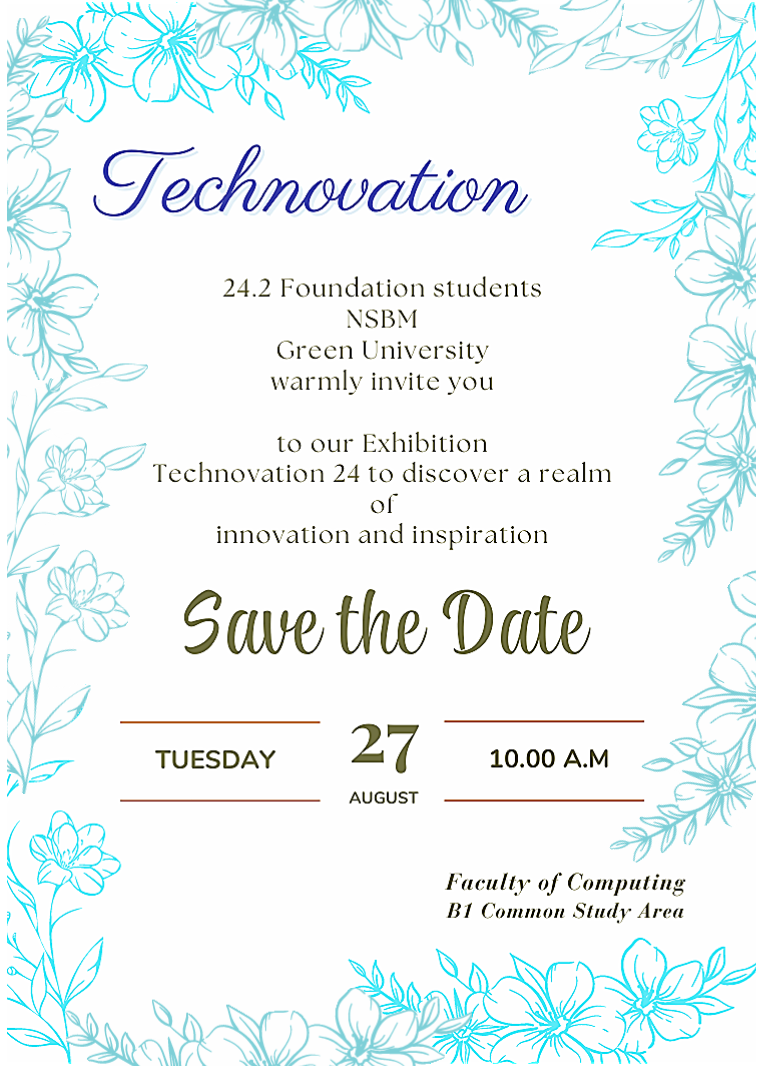 Technovation
24.2 Foundation students
NSBM
Green University
warmly invite you
to our Exhibition
Technovation 24 to discover a realm
of
innovation and inspiration
Save the Date
TUESDAY
27
AUGUST
10.00 A.M
Faculty of Computing
B1 Common Study Area